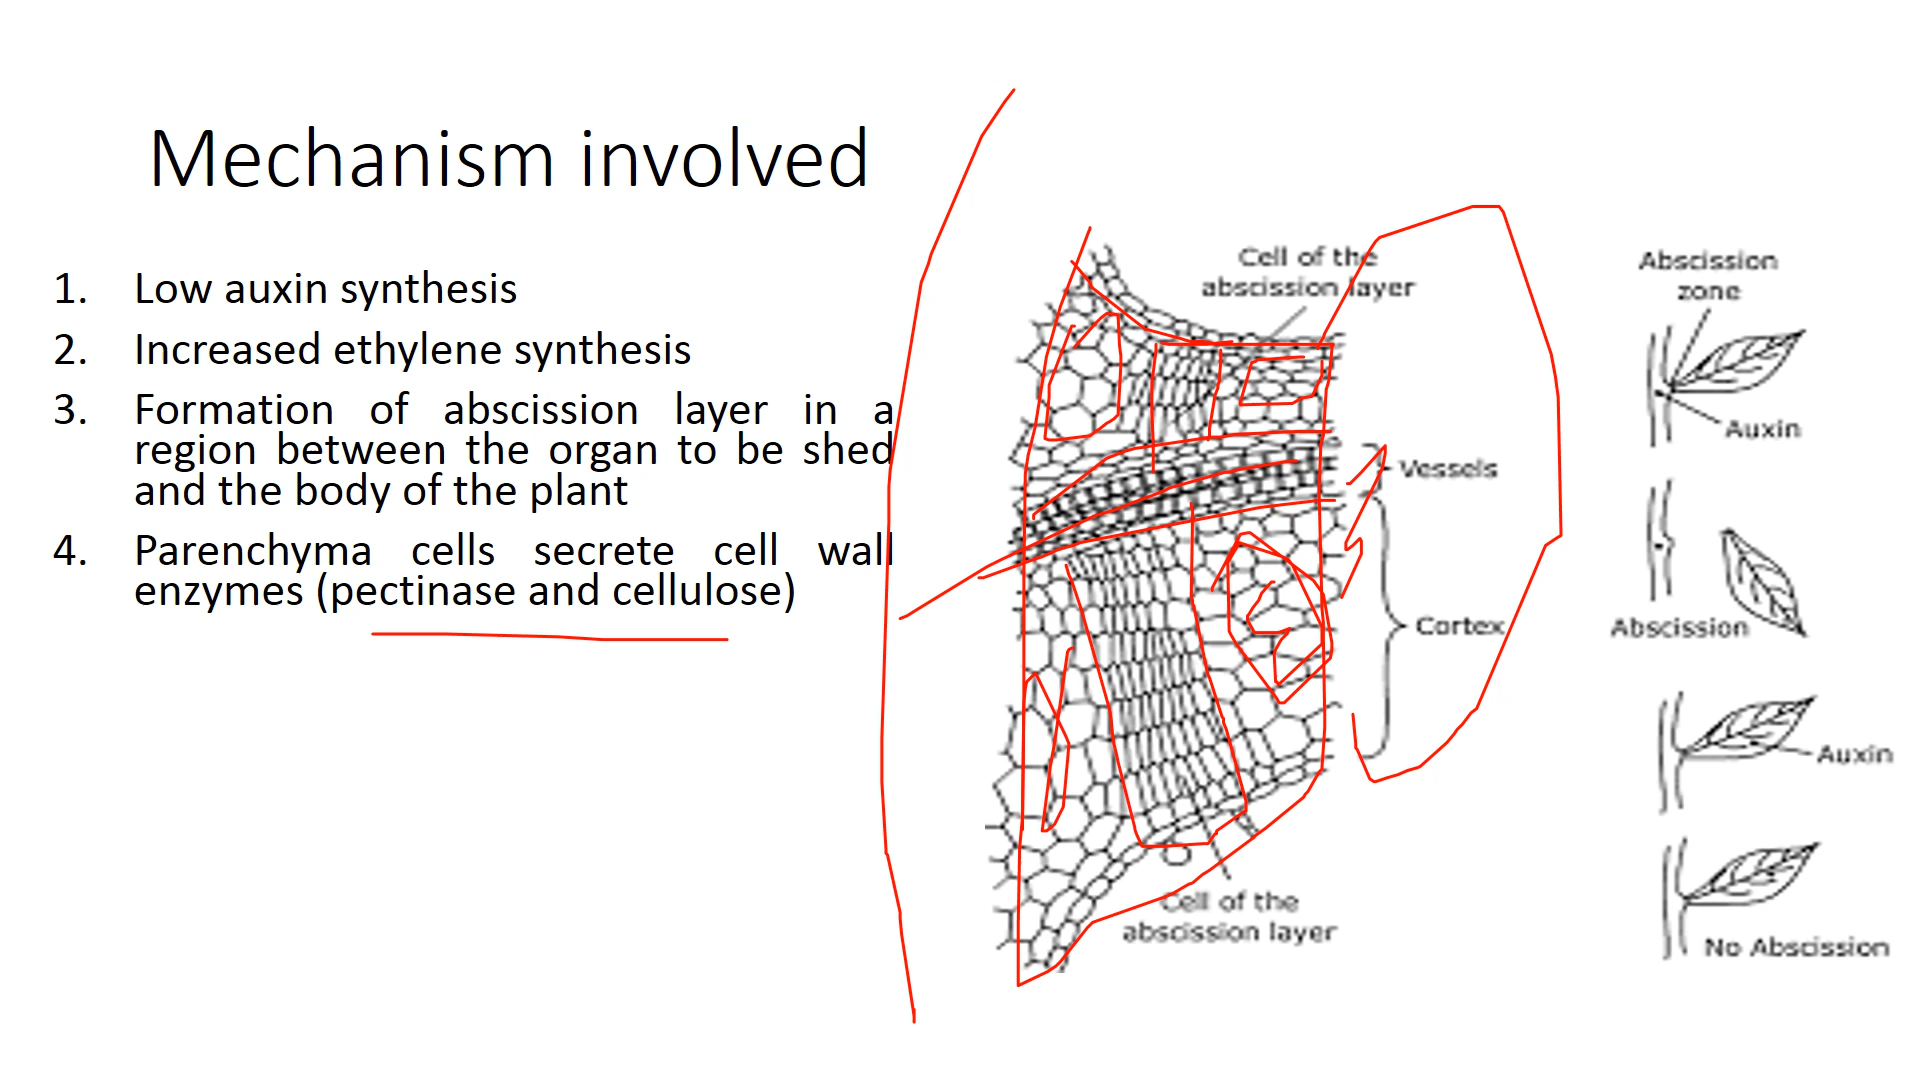 Mechanism involved
1. Low auxin synthesis
2. Increased ethylene synthesis
3. Formation of abscission layer in a
region between the organ to be shed
and the body of the plant
4. Parenchyma cells secrete cell wall
enzymes (pectinase and cellulose)
Cell of the
abscission layer
Vessels
Cortex
Cell of the
abscission layer
Abscission
zone
Auxin
Abscission
Auxin
No Abscission